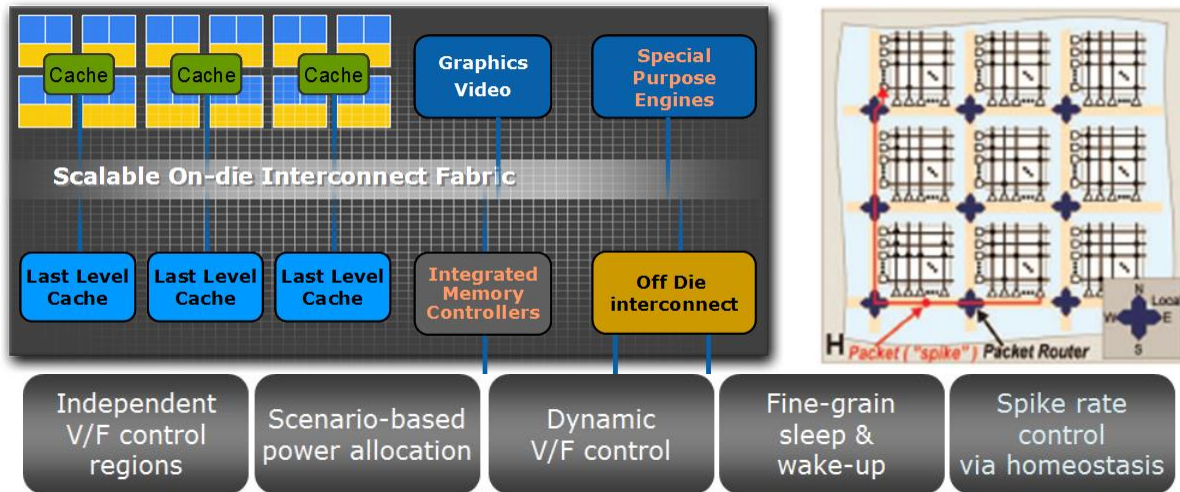 Cache
Cache
Cache
Graphics
Video
Special
Purpose
Engines
Scalable On-die Interconnect Fabric
Last Level
Cache
Last Level
Cache
Last Level
Cache
Integrated
Memory
Controllers
Off Die
interconnect
N
Local
W
E
S
H
Packet ( "spike" )
Packet Router
Independent
V/F control
regions
Scenario-based
power allocation
Dynamic
V/F control
Fine-grain
sleep &
wake-up
Spike rate
control
via homeostasis